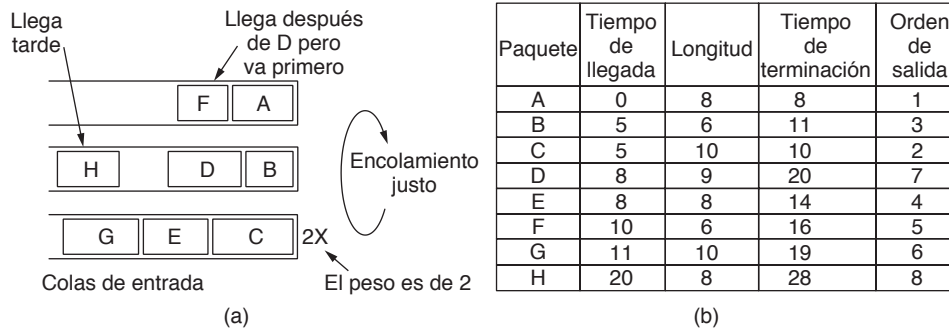 Llega
tarde
Llega después
de D pero
va primero
F A
H D B
G E C 2X
Encolamiento
justo
Colas de entrada
El peso es de 2
(a)
Paquete Tiempo de llegada Longitud Tiempo de terminación Orden de salida
A 0 8 8 1
B 5 6 11 3
C 5 10 10 2
D 8 9 20 7
E 8 8 14 4
F 10 6 16 5
G 11 10 19 6
H 20 8 28 8
(b)